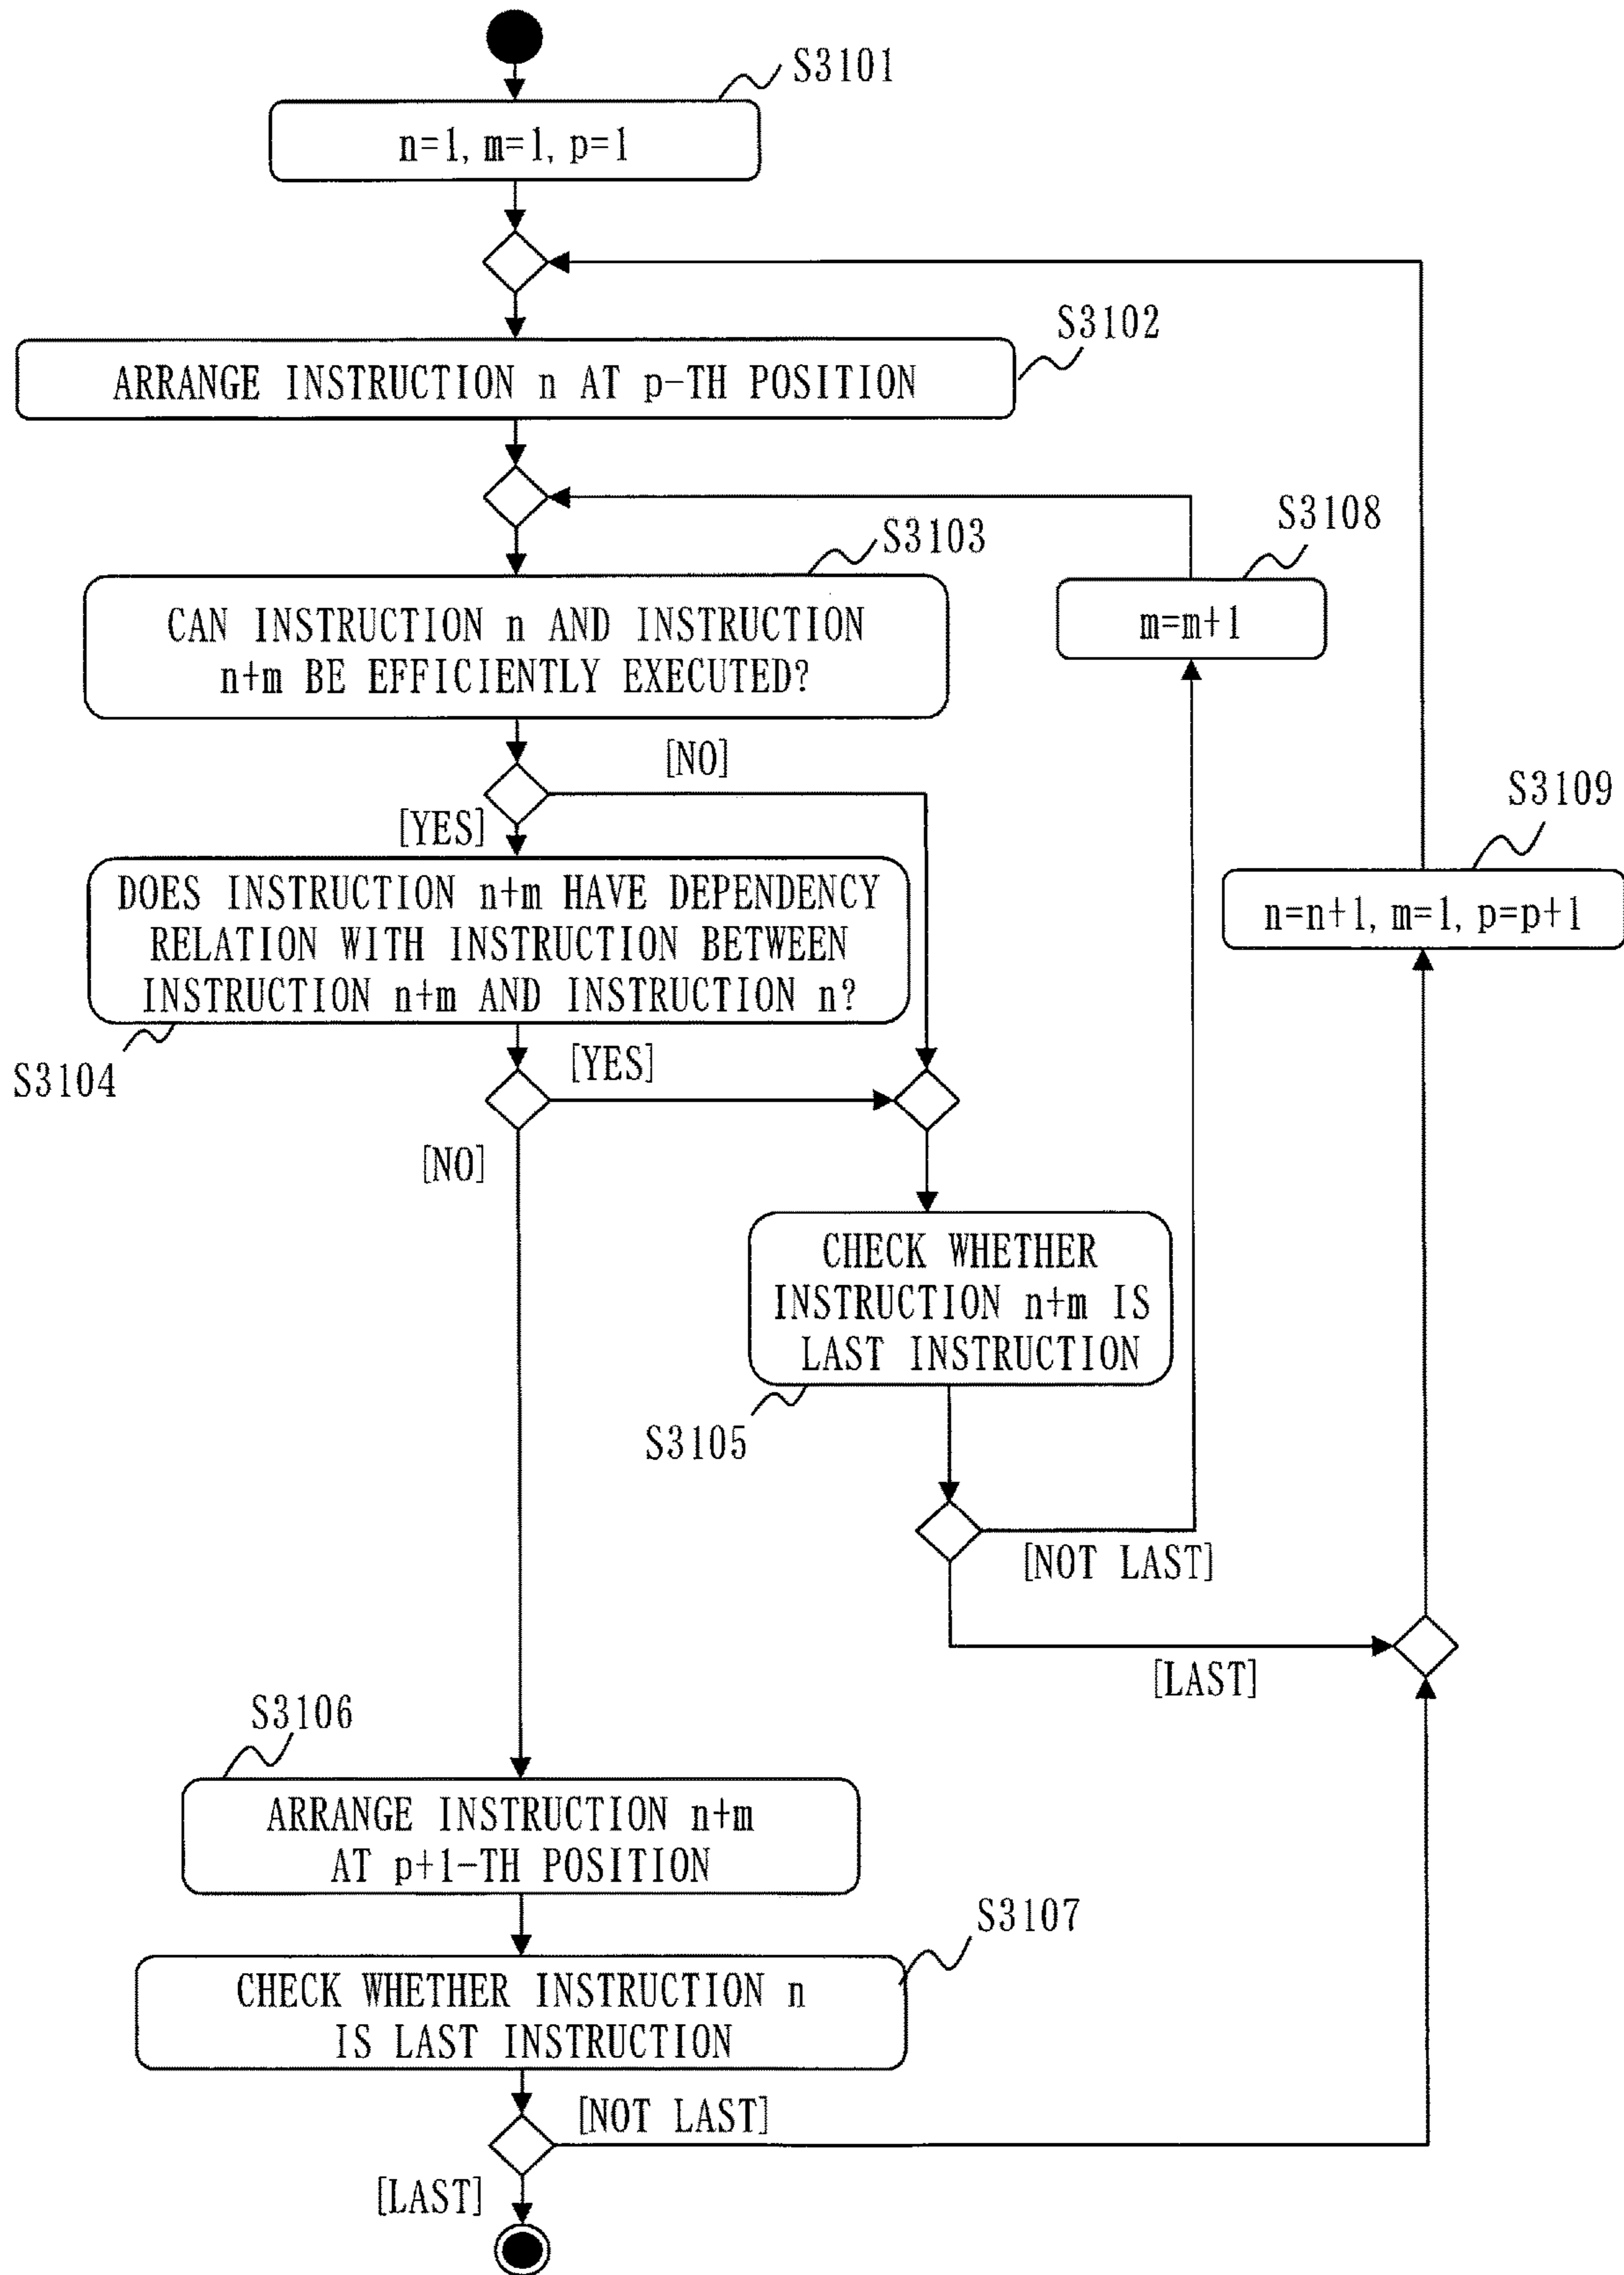 S3101
n=1, m=1, p=1
S3102
ARRANGE INSTRUCTION n AT p-TH POSITION
S3108
S3103
CAN INSTRUCTION n AND INSTRUCTION
n+m BE EFFICIENTLY EXECUTED?
m=m+1
[NO]
[YES]
S3109
DOES INSTRUCTION n+m HAVE DEPENDENCY
RELATION WITH INSTRUCTION BETWEEN
INSTRUCTION n+m AND INSTRUCTION n?
n=n+1, m=1, p=p+1
S3104
[YES]
[NO]
CHECK WHETHER
INSTRUCTION n+m IS
LAST INSTRUCTION
S3105
[NOT LAST]
[LAST]
S3106
ARRANGE INSTRUCTION n+m
AT p+1-TH POSITION
S3107
CHECK WHETHER INSTRUCTION n
IS LAST INSTRUCTION
[NOT LAST]
[LAST]